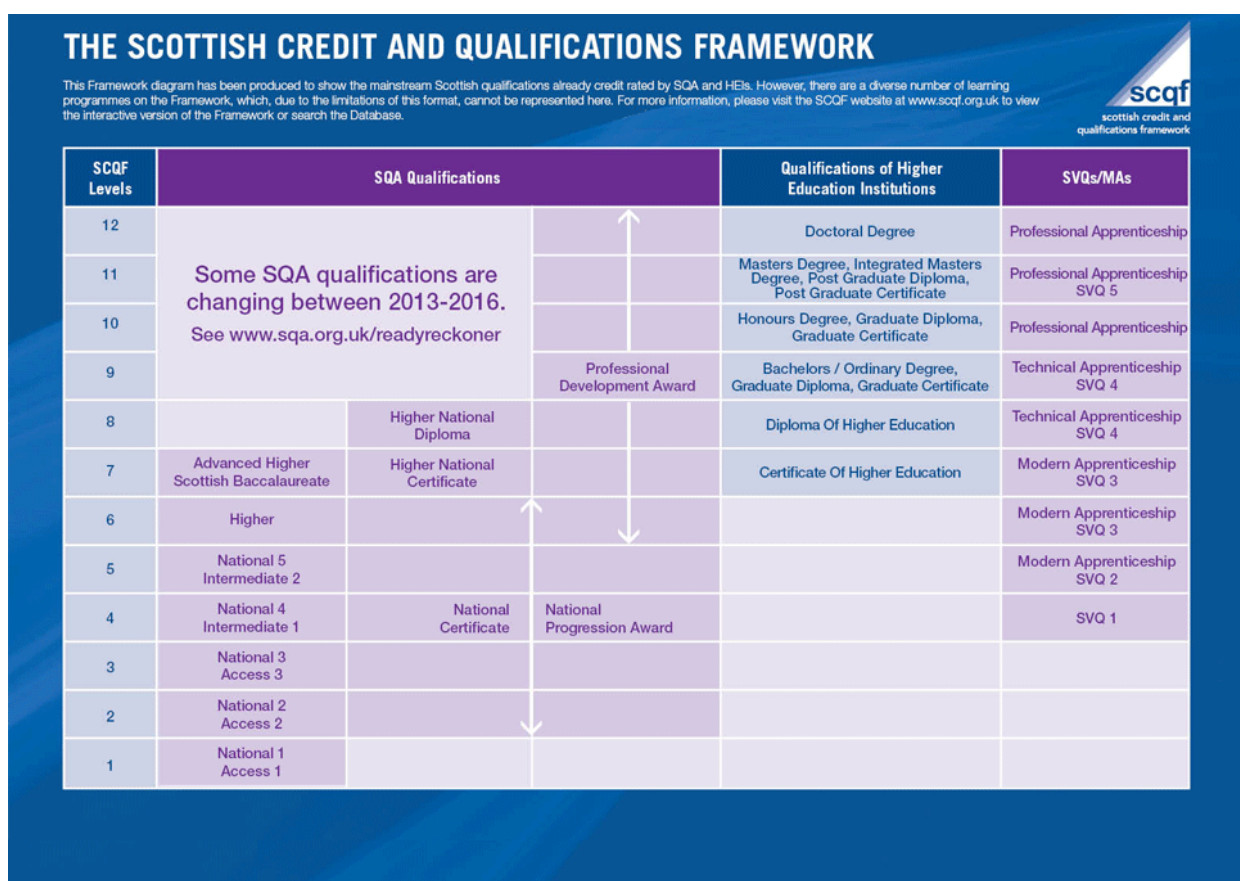 THE SCOTTISH CREDIT AND QUALIFICATIONS FRAMEWORK
This Framework diagram has been produced to show the mainstream Scottish qualifications already credit rated by SQA and HEIs. However, there are a diverse number of learning
programmes on the Framework, which, due to the limitations of this format, cannot be represented here. For more information, please visit the SCQF website at www.scqf.org.uk to view
the interactive version of the Framework or search the Database.
scqf
scottish credit and
qualifications framework
SCQF
Levels
SQA Qualifications
Qualifications of Higher
Education Institutions
SVQs/MAs
12
Doctoral Degree
Professional Apprenticeship
Some SQA qualifications are
changing between 2013-2016.
See www.sqa.org.uk/readyreckoner
11
Masters Degree, Integrated Masters
Degree, Post Graduate Diploma,
Post Graduate Certificate
Professional Apprenticeship
SVQ 5
10
Honours Degree, Graduate Diploma,
Graduate Certificate
Professional Apprenticeship
9
Professional
Development Award
Bachelors / Ordinary Degree,
Graduate Diploma, Graduate Certificate
Technical Apprenticeship
SVQ 4
8
Higher National
Diploma
Diploma Of Higher Education
Technical Apprenticeship
SVQ 4
7
Advanced Higher
Scottish Baccalaureate
Higher National
Certificate
Certificate Of Higher Education
Modern Apprenticeship
SVQ 3
6
Higher
Modern Apprenticeship
SVQ 3
5
National 5
Intermediate 2
Modern Apprenticeship
SVQ 2
4
National 4
Intermediate 1
National
Certificate
National
Progression Award
SVQ 1
3
National 3
Access 3
2
National 2
Access 2
1
National 1
Access 1